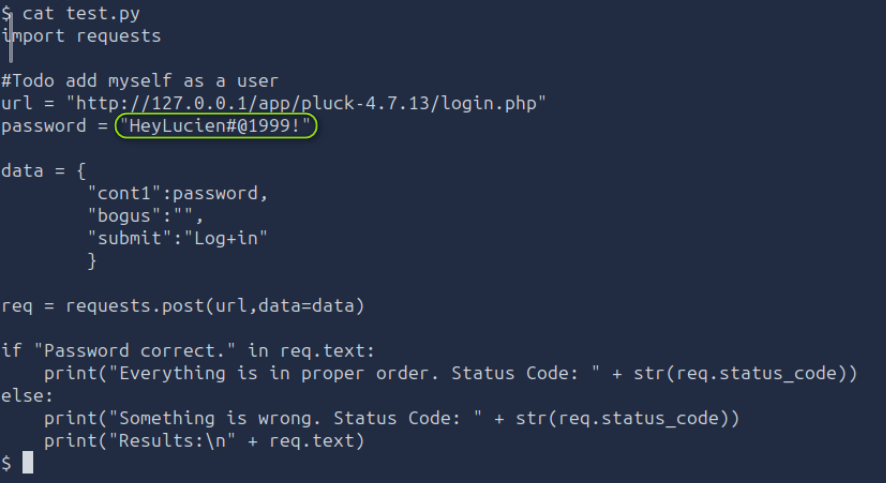 $ cat test.py
import requests
#Todo add myself as a user
url = "http://127.0.0.1/app/pluck-4.7.13/login.php"
password = "HeyLucien#@1999!"
data = {
        "cont1":password,
        "bogus":"",
        "submit":"Log+in"
        }
req = requests.post(url,data=data)
if "Password correct." in req.text:
    print("Everything is in proper order. Status Code: " + str(req.status_code))
else:
    print("Something is wrong. Status Code: " + str(req.status_code))
    print("Results:\n" + req.text)
$